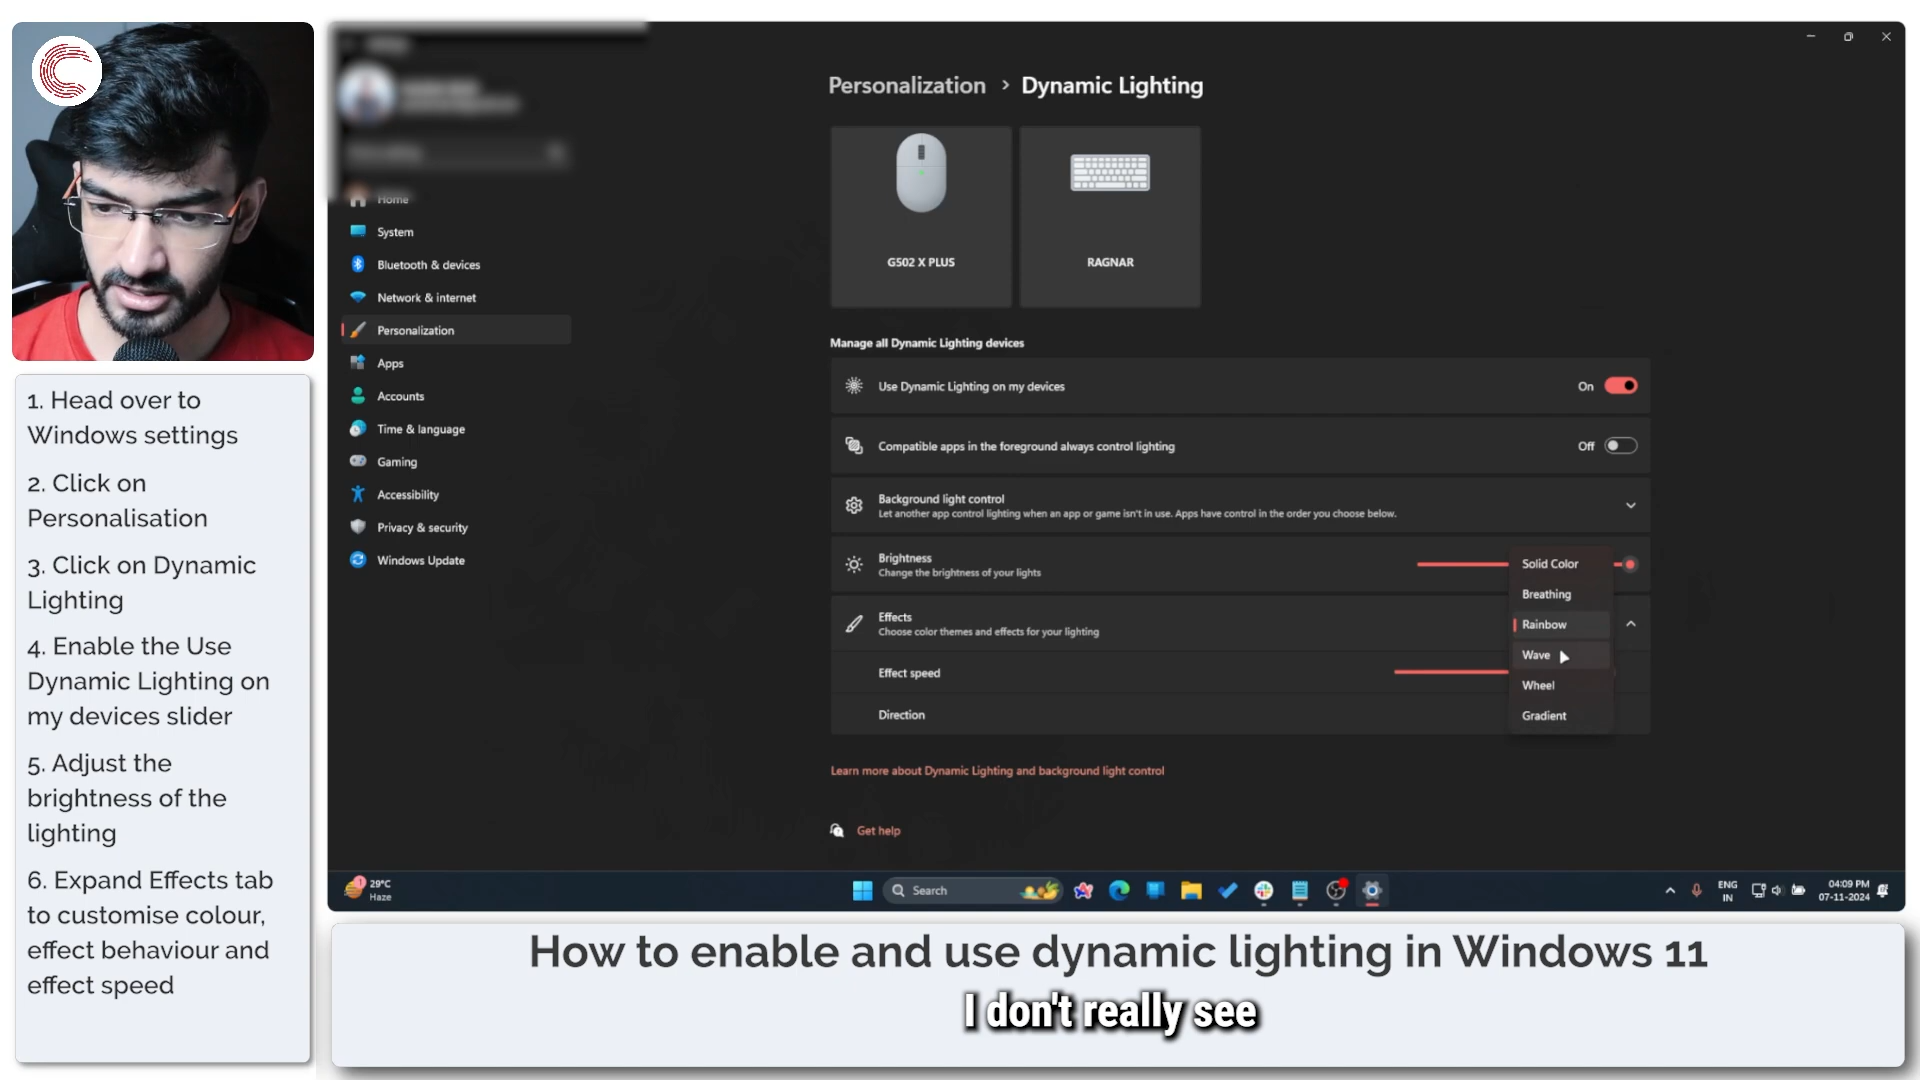 1. Head over to
Windows settings
2. Click on
Personalisation
3. Click on Dynamic
Lighting
4. Enable the Use
Dynamic Lighting on
my devices slider
5. Adjust the
brightness of the
lighting
6. Expand Effects tab
to customise colour,
effect behaviour and
effect speed
Home
System
Bluetooth & devices
Network & internet
Personalization
Apps
Accounts
Time & language
Gaming
Accessibility
Privacy & security
Windows Update
Personalization > Dynamic Lighting
G502 X PLUS
RAGNAR
Manage all Dynamic Lighting devices
Use Dynamic Lighting on my devices
On
Compatible apps in the foreground always control lighting
Off
Background light control
Let another app control lighting when an app or game isn't in use. Apps have control in the order you choose below.
Brightness
Change the brightness of your lights
Effects
Choose color themes and effects for your lighting
Effect speed
Direction
Solid Color
Breathing
Rainbow
Wave
Wheel
Gradient
Learn more about Dynamic Lighting and background light control
Get help
1
29°C
Haze
Search
ENG
IN
04:09 PM
07-11-2024
How to enable and use dynamic lighting in Windows 11
I don't really see